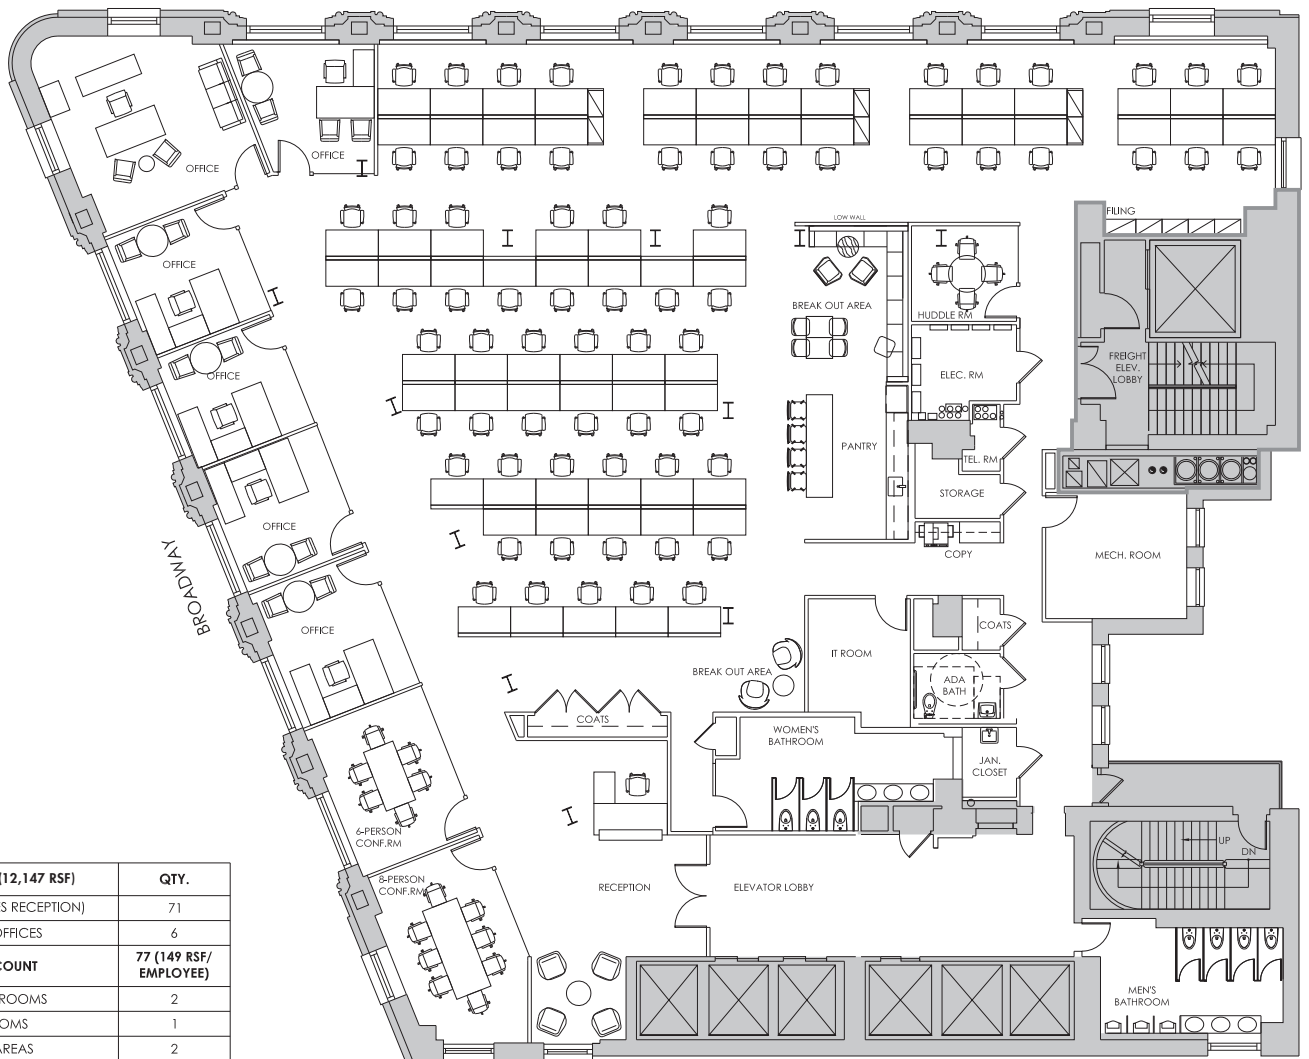 OFFICE
OFFICE
LOW WALL
FILING
OFFICE
BREAK OUT AREA
HUDDLE RM
FREIGHT
ELEV.
LOBBY
OFFICE
ELEC. RM
PANTRY
TEL. RM
STORAGE
OFFICE
COPY
MECH. ROOM
BROADWAY
OFFICE
COATS
IT ROOM
BREAK OUT AREA
ADA
BATH
COATS
WOMEN'S
BATHROOM
JAN.
CLOSET
6-PERSON
CONF.RM
UP
DN
8-PERSON
CONF.RM
RECEPTION
ELEVATOR LOBBY
MEN'S
BATHROOM
(12,147 RSF) QTY.
ES RECEPTION) 71
OFFICES 6
COUNT 77 (149 RSF/
EMPLOYEE)
ROOMS 2
OMS 1
AREAS 2